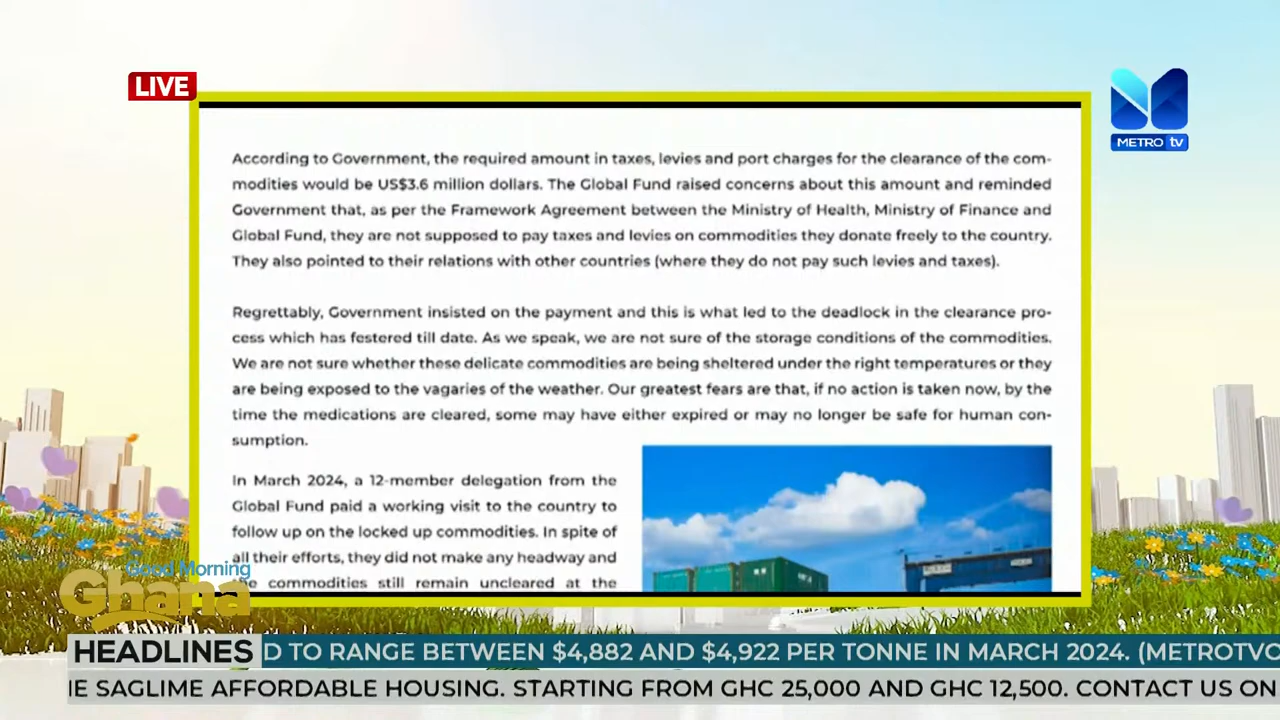 LIVE
METRO tv
According to Government, the required amount in taxes, levies and port charges for the clearance of the com-
modities would be US$3.6 million dollars. The Global Fund raised concerns about this amount and reminded
Government that, as per the Framework Agreement between the Ministry of Health, Ministry of Finance and
Global Fund, they are not supposed to pay taxes and levies on commodities they donate freely to the country.
They also pointed to their relations with other countries (where they do not pay such levies and taxes).
Regrettably, Government insisted on the payment and this is what led to the deadlock in the clearance pro-
cess which has festered till date. As we speak, we are not sure of the storage conditions of the commodities.
We are not sure whether these delicate commodities are being sheltered under the right temperatures or they
are being exposed to the vagaries of the weather. Our greatest fears are that, if no action is taken now, by the
time the medications are cleared, some may have either expired or may no longer be safe for human con-
sumption.
In March 2024, a 12-member delegation from the
Global Fund paid a working visit to the country to
follow up on the locked up commodities. In spite of
all their efforts, they did not make any headway and
commodities still remain uncleared at the
Good Morning
Ghana
HEADLINES
D TO RANGE BETWEEN $4,882 AND $4,922 PER TONNE IN MARCH 2024. (METROTVO
IE SAGLIME AFFORDABLE HOUSING. STARTING FROM GHC 25,000 AND GHC 12,500. CONTACT US ON